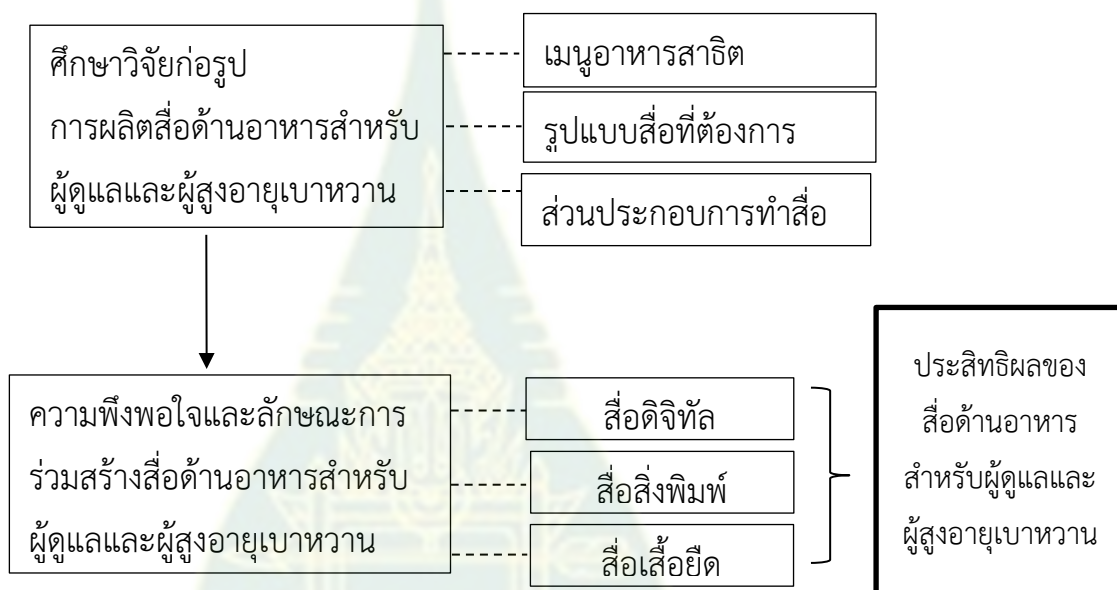 ศึกษาวิจัยก่อรูป
การผลิตสื่อด้านอาหารสำหรับ
ผู้ดูแลและผู้สูงอายุเบาหวาน
เมนูอาหารสาธิต
รูปแบบสื่อที่ต้องการ
ส่วนประกอบการทำสื่อ
ความพึงพอใจและลักษณะการ
ร่วมสร้างสื่อด้านอาหารสำหรับ
ผู้ดูแลและผู้สูงอายุเบาหวาน
สื่อดิจิทัล
สื่อสิ่งพิมพ์
สื่อเสื้อยืด
ประสิทธิผลของ
สื่อด้านอาหาร
สำหรับผู้ดูแลและ
ผู้สูงอายุเบาหวาน